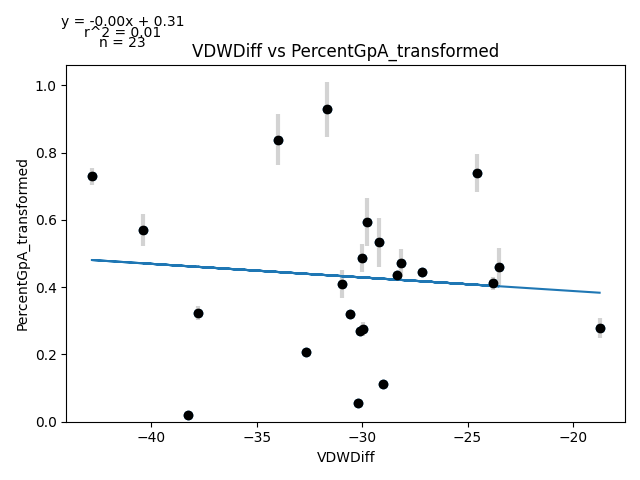 y = -0.00x + 0.31
r^2 = 0.01
n = 23
VDWDiff vs PercentGpA_transformed
PercentGpA_transformed
1.0
0.8
0.6
0.4
0.2
0.0
−40
−35
−30
−25
−20
VDWDiff